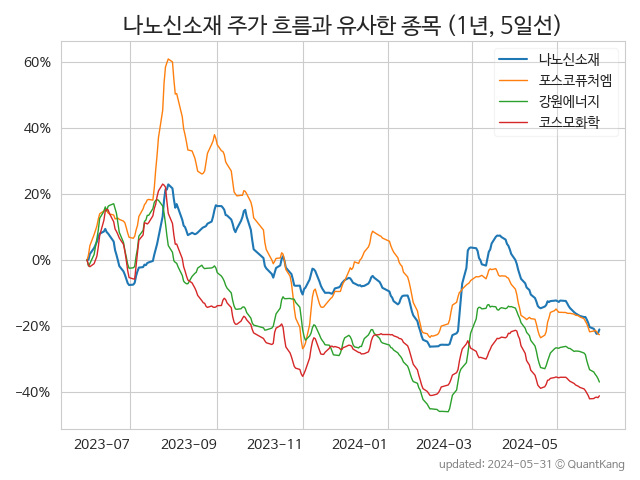 나노신소재 주가 흐름과 유사한 종목 (1년, 5일선)
나노신소재
포스코퓨처엠
강원에너지
코스모화학
60%
40%
20%
0%
−20%
−40%
2023-07
2023-09
2023-11
2024-01
2024-03
2024-05
updated: 2024-05-31 © QuantKang